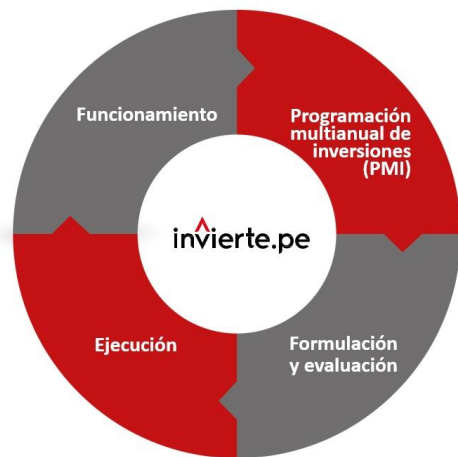 Funcionamiento
Programación
multianual de
inversiones
(PMI)
invierte.pe
Ejecución
Formulación
y evaluación